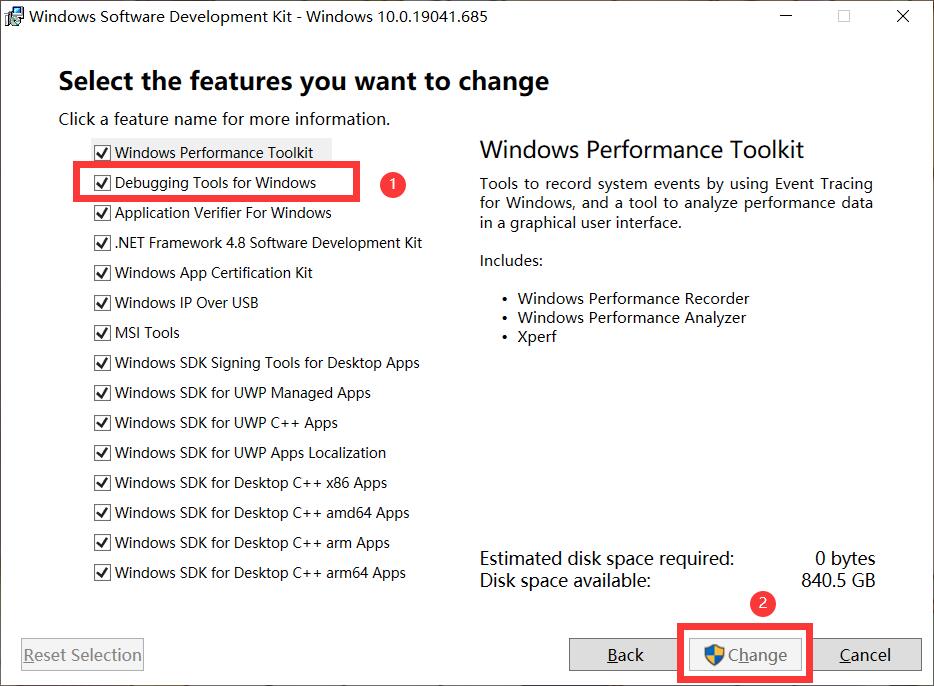 Windows Software Development Kit - Windows 10.0.19041.685
Select the features you want to change
Click a feature name for more information.
Windows Performance Toolkit
Debugging Tools for Windows
1
Application Verifier For Windows
.NET Framework 4.8 Software Development Kit
Windows App Certification Kit
Windows IP Over USB
MSI Tools
Windows SDK Signing Tools for Desktop Apps
Windows SDK for UWP Managed Apps
Windows SDK for UWP C++ Apps
Windows SDK for UWP Apps Localization
Windows SDK for Desktop C++ x86 Apps
Windows SDK for Desktop C++ amd64 Apps
Windows SDK for Desktop C++ arm Apps
Windows SDK for Desktop C++ arm64 Apps
Windows Performance Toolkit
Tools to record system events by using Event Tracing
for Windows, and a tool to analyze performance data
in a graphical user interface.
Includes:
• Windows Performance Recorder
• Windows Performance Analyzer
• Xperf
Estimated disk space required: 0 bytes
Disk space available: 840.5 GB
2
Reset Selection
Back
Change
Cancel